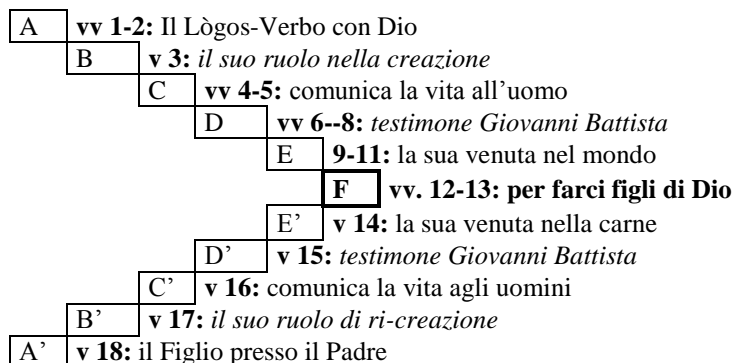 A vv 1-2: Il Lògos-Verbo con Dio
B v 3: il suo ruolo nella creazione
C vv 4-5: comunica la vita all'uomo
D vv 6--8: testimone Giovanni Battista
E 9-11: la sua venuta nel mondo
F vv. 12-13: per farci figli di Dio
E’ v 14: la sua venuta nella carne
D’ v 15: testimone Giovanni Battista
C’ v 16: comunica la vita agli uomini
B’ v 17: il suo ruolo di ri-creazione
A’ v 18: il Figlio presso il Padre